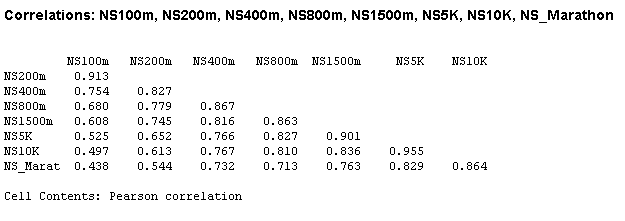 Correlations: NS100m, NS200m, NS400m, NS800m, NS1500m, NS5K, NS10K, NS_Marathon
NS100m NS200m NS400m NS800m NS1500m NS5K NS10K
NS200m 0.913
NS400m 0.754 0.827
NS800m 0.680 0.779 0.867
NS1500m 0.608 0.745 0.816 0.863
NS5K 0.525 0.652 0.766 0.827 0.901
NS10K 0.497 0.613 0.767 0.810 0.836 0.955
NS_Marat 0.438 0.544 0.732 0.713 0.763 0.829 0.864
Cell Contents: Pearson correlation